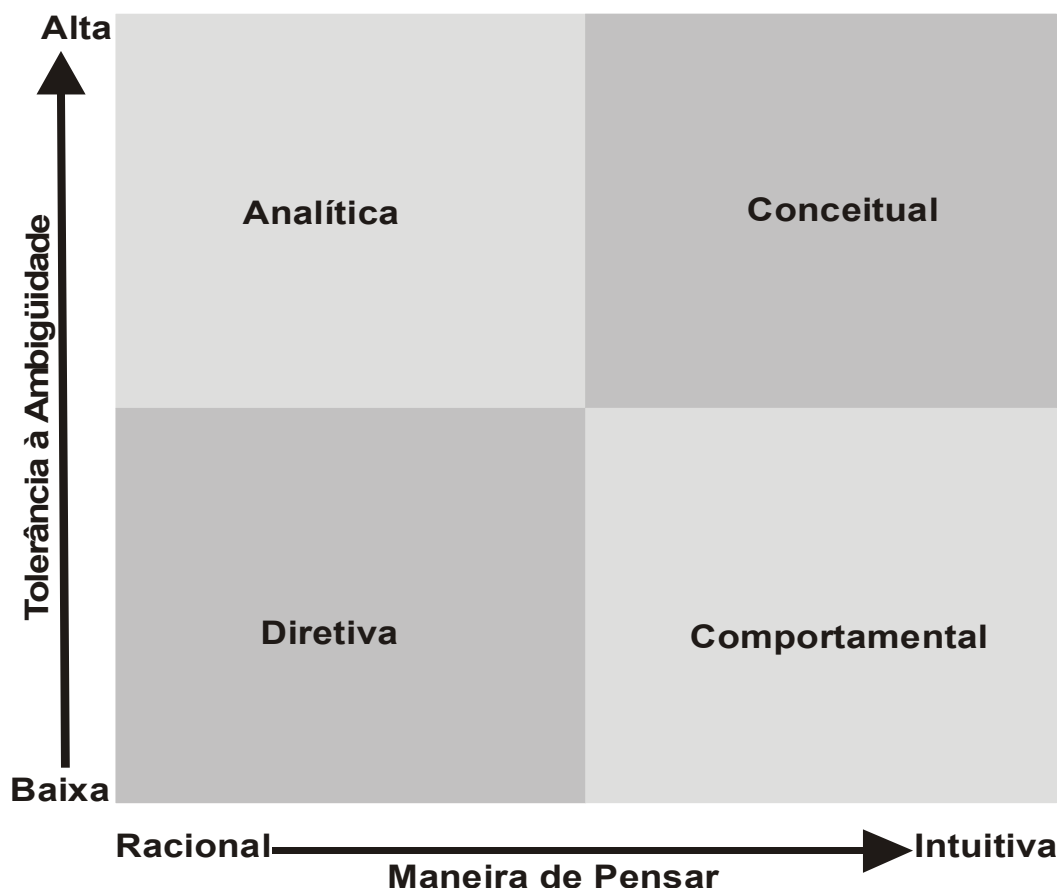 Alta
Tolerância à Ambigüidade
Analítica
Conceitual
Diretiva
Comportamental
Baixa
Racional
Intuitiva
Maneira de Pensar